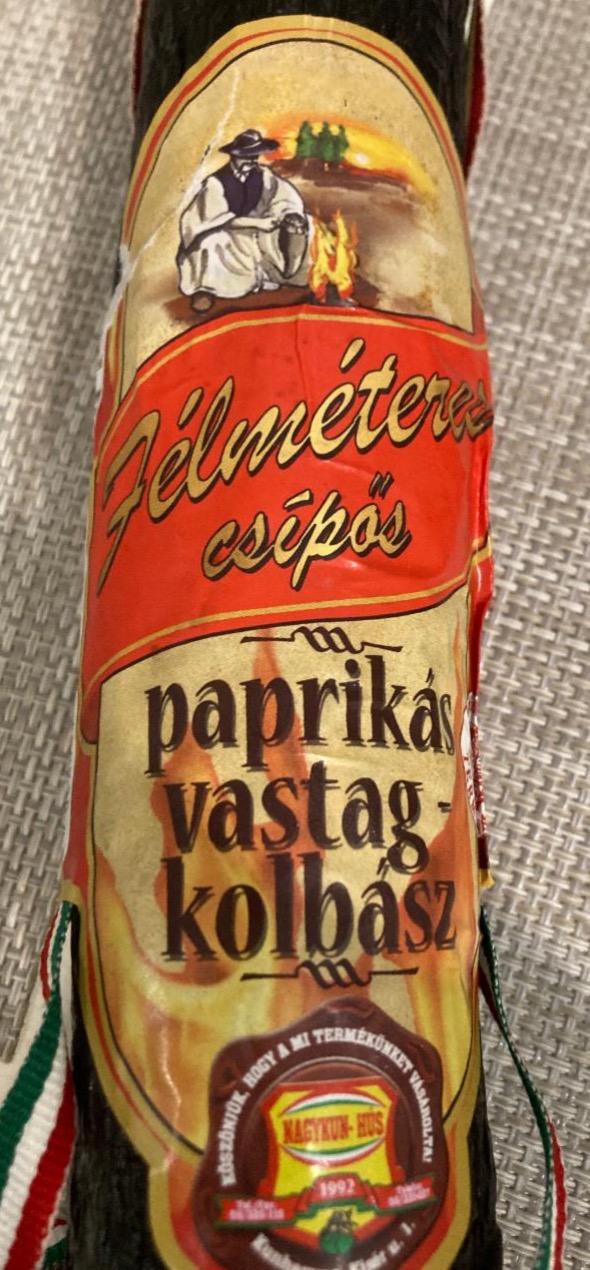 Félméteres
csípős
paprikás
vastag-
kolbász
KÖSZÖNJÜK, HOGY A MI TERMÉKÜNKET VÁSÁROLTA!
NAGYKUN-HÚS
1992